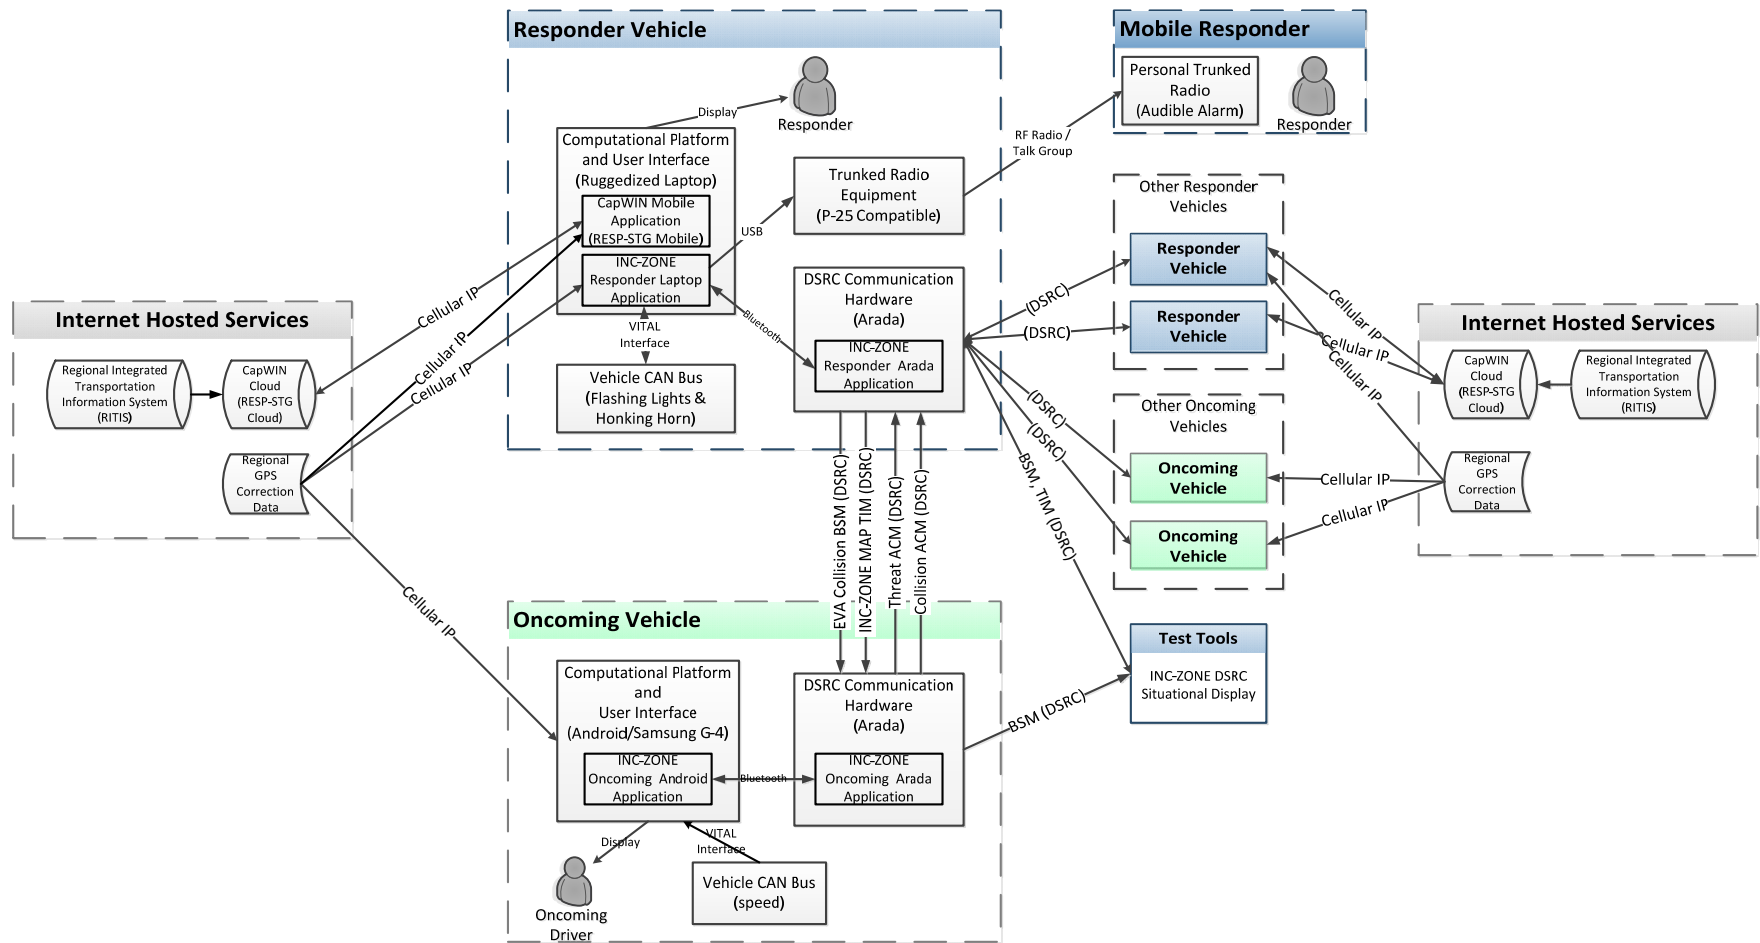 Responder Vehicle
Responder
Display
Computational Platform
and User Interface
(Ruggedized Laptop)
CapWIN Mobile
Application
(RESP-STG Mobile)
INC-ZONE
Responder Laptop
Application
USB
Trunked Radio
Equipment
(P-25 Compatible)
Bluetooth
VITAL
Interface
Vehicle CAN Bus
(Flashing Lights &
Honking Horn)
DSRC Communication
Hardware
(Arada)
INC-ZONE
Responder Arada
Application
Mobile Responder
Personal Trunked
Radio
(Audible Alarm)
Responder
RF Radio /
Talk Group
Other Responder
Vehicles
Responder
Vehicle
Responder
Vehicle
(DSRC)
(DSRC)
Other Oncoming
Vehicles
Oncoming
Vehicle
Oncoming
Vehicle
(DSRC)
(DSRC)
BSM, TIM (DSRC)
Internet Hosted Services
Regional Integrated
Transportation
Information System
(RITIS)
CapWIN
Cloud
(RESP-STG
Cloud)
Regional
GPS
Correction
Data
Cellular IP
Cellular IP
Cellular IP
Cellular IP
Internet Hosted Services
CapWIN
Cloud
(RESP-STG
Cloud)
Regional Integrated
Transportation
Information System
(RITIS)
Regional
GPS
Correction
Data
Cellular IP
Cellular IP
Cellular IP
Cellular IP
Cellular IP
EVA Collision BSM (DSRC)
INC-ZONE MAP TIM (DSRC)
Threat ACM (DSRC)
Collision ACM (DSRC)
Oncoming Vehicle
Computational Platform
and
User Interface
(Android/Samsung G-4)
INC-ZONE
Oncoming Android
Application
Bluetooth
DSRC Communication
Hardware
(Arada)
INC-ZONE
Oncoming Arada
Application
Display
VITAL
Interface
Oncoming
Driver
Vehicle CAN Bus
(speed)
BSM (DSRC)
Test Tools
INC-ZONE DSRC
Situational Display